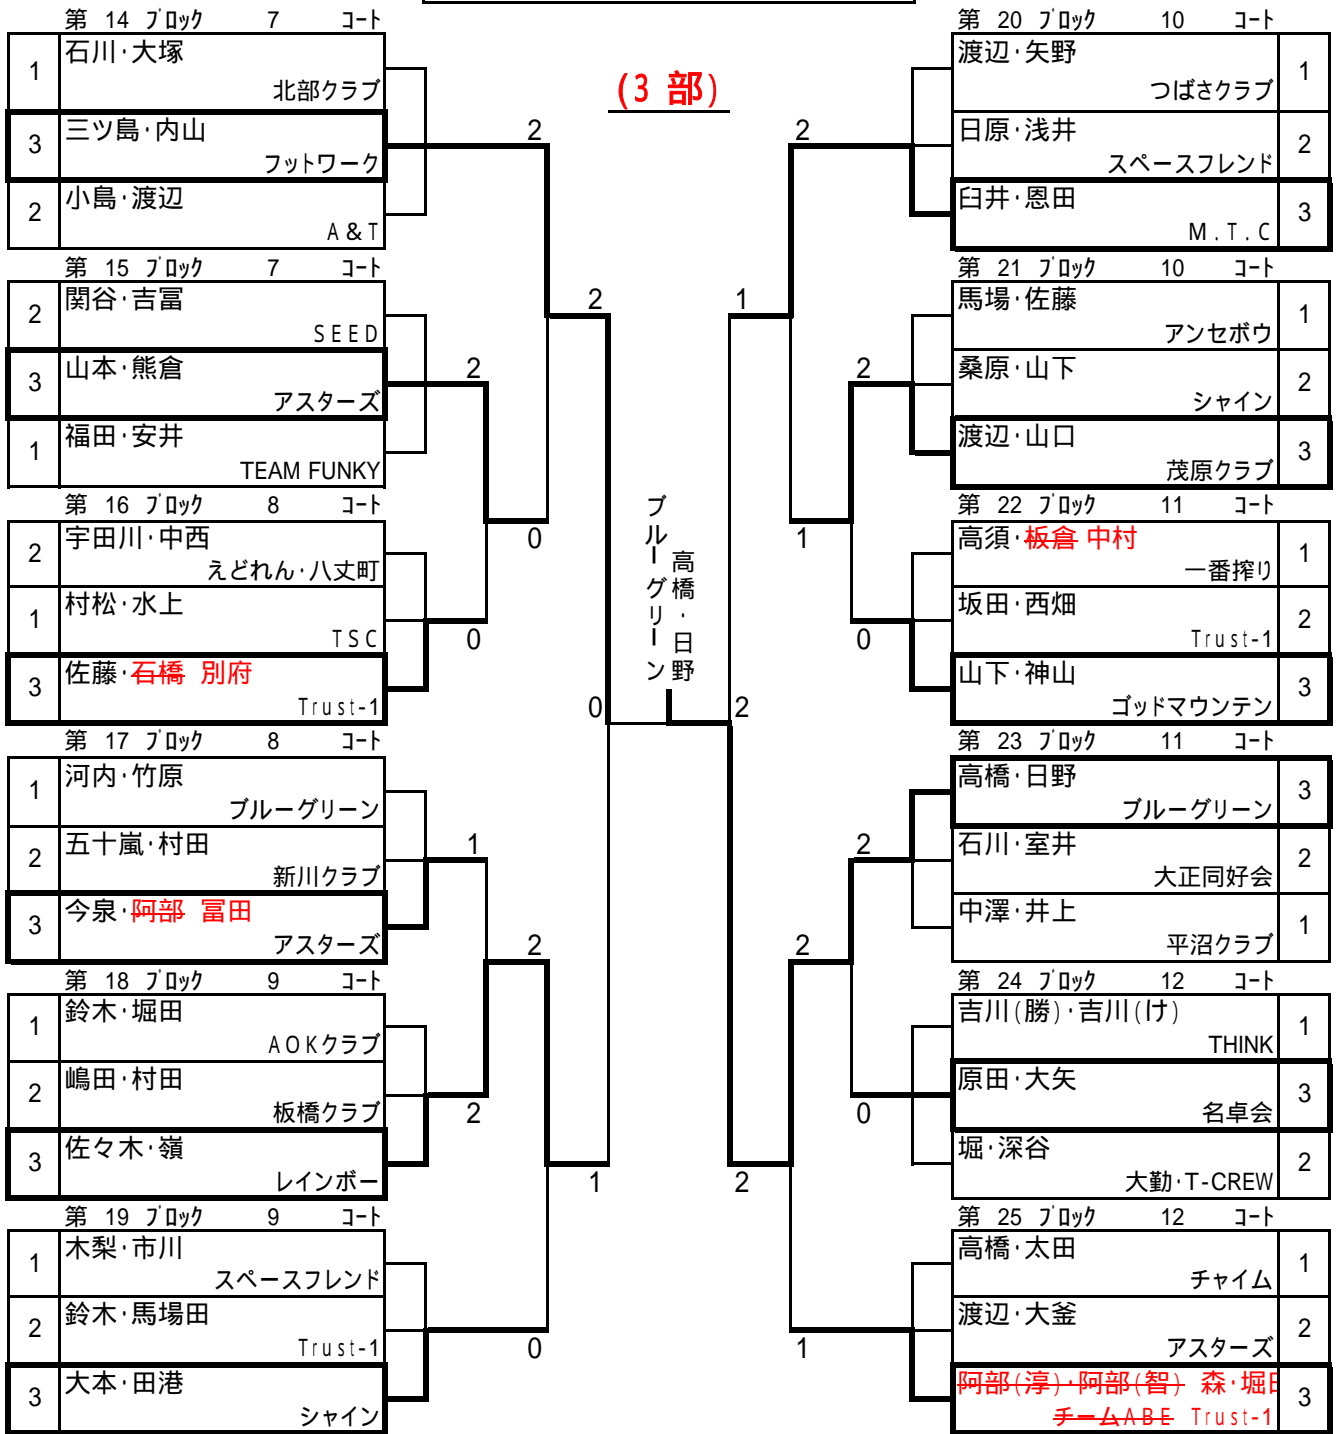 (3 部)
第 14 ブロック 7 コート
1 石川･大塚
北部クラブ
3 三ツ島･内山
フットワーク
2 小島･渡辺
A & T
第 15 ブロック 7 コート
2 関谷･吉冨
SEED
3 山本･熊倉
アスターズ
1 福田･安井
TEAM FUNKY
第 16 ブロック 8 コート
2 宇田川･中西
えどれん･八丈町
1 村松･水上
TSC
3 佐藤･石橋 別府
Trust-1
第 17 ブロック 8 コート
1 河内･竹原
ブルーグリーン
2 五十嵐･村田
新川クラブ
3 今泉･阿部 冨田
アスターズ
第 18 ブロック 9 コート
1 鈴木･堀田
AOKクラブ
2 嶋田･村田
板橋クラブ
3 佐々木･嶺
レインボー
第 19 ブロック 9 コート
1 木梨･市川
スペースフレンド
2 鈴木･馬場田
Trust-1
3 大本･田港
シャイン
2
2
2
0
0
0
1
2
2
1
0
ブルーグリーン
高橋・日野
2
1
2
1
0
2
2
2
0
2
1
第 20 ブロック 10 コート
渡辺･矢野 1
つばさクラブ
日原･浅井 2
スペースフレンド
臼井･恩田 3
M.T.C
第 21 ブロック 10 コート
馬場･佐藤 1
アンセボウ
桑原･山下 2
シャイン
渡辺･山口 3
茂原クラブ
第 22 ブロック 11 コート
高須･板倉 中村 1
一番搾り
坂田･西畑 2
Trust-1
山下･神山 3
ゴッドマウンテン
第 23 ブロック 11 コート
高橋･日野 3
ブルーグリーン
石川･室井 2
大正同好会
中澤･井上 1
平沼クラブ
第 24 ブロック 12 コート
吉川(勝)･吉川(け) 1
THINK
原田･大矢 3
名卓会
堀･深谷 2
大勤･T-CREW
第 25 ブロック 12 コート
高橋･太田 1
チャイム
渡辺･大釜 2
アスターズ
阿部(淳)･阿部(智) 森･堀田 3
チームABE Trust-1